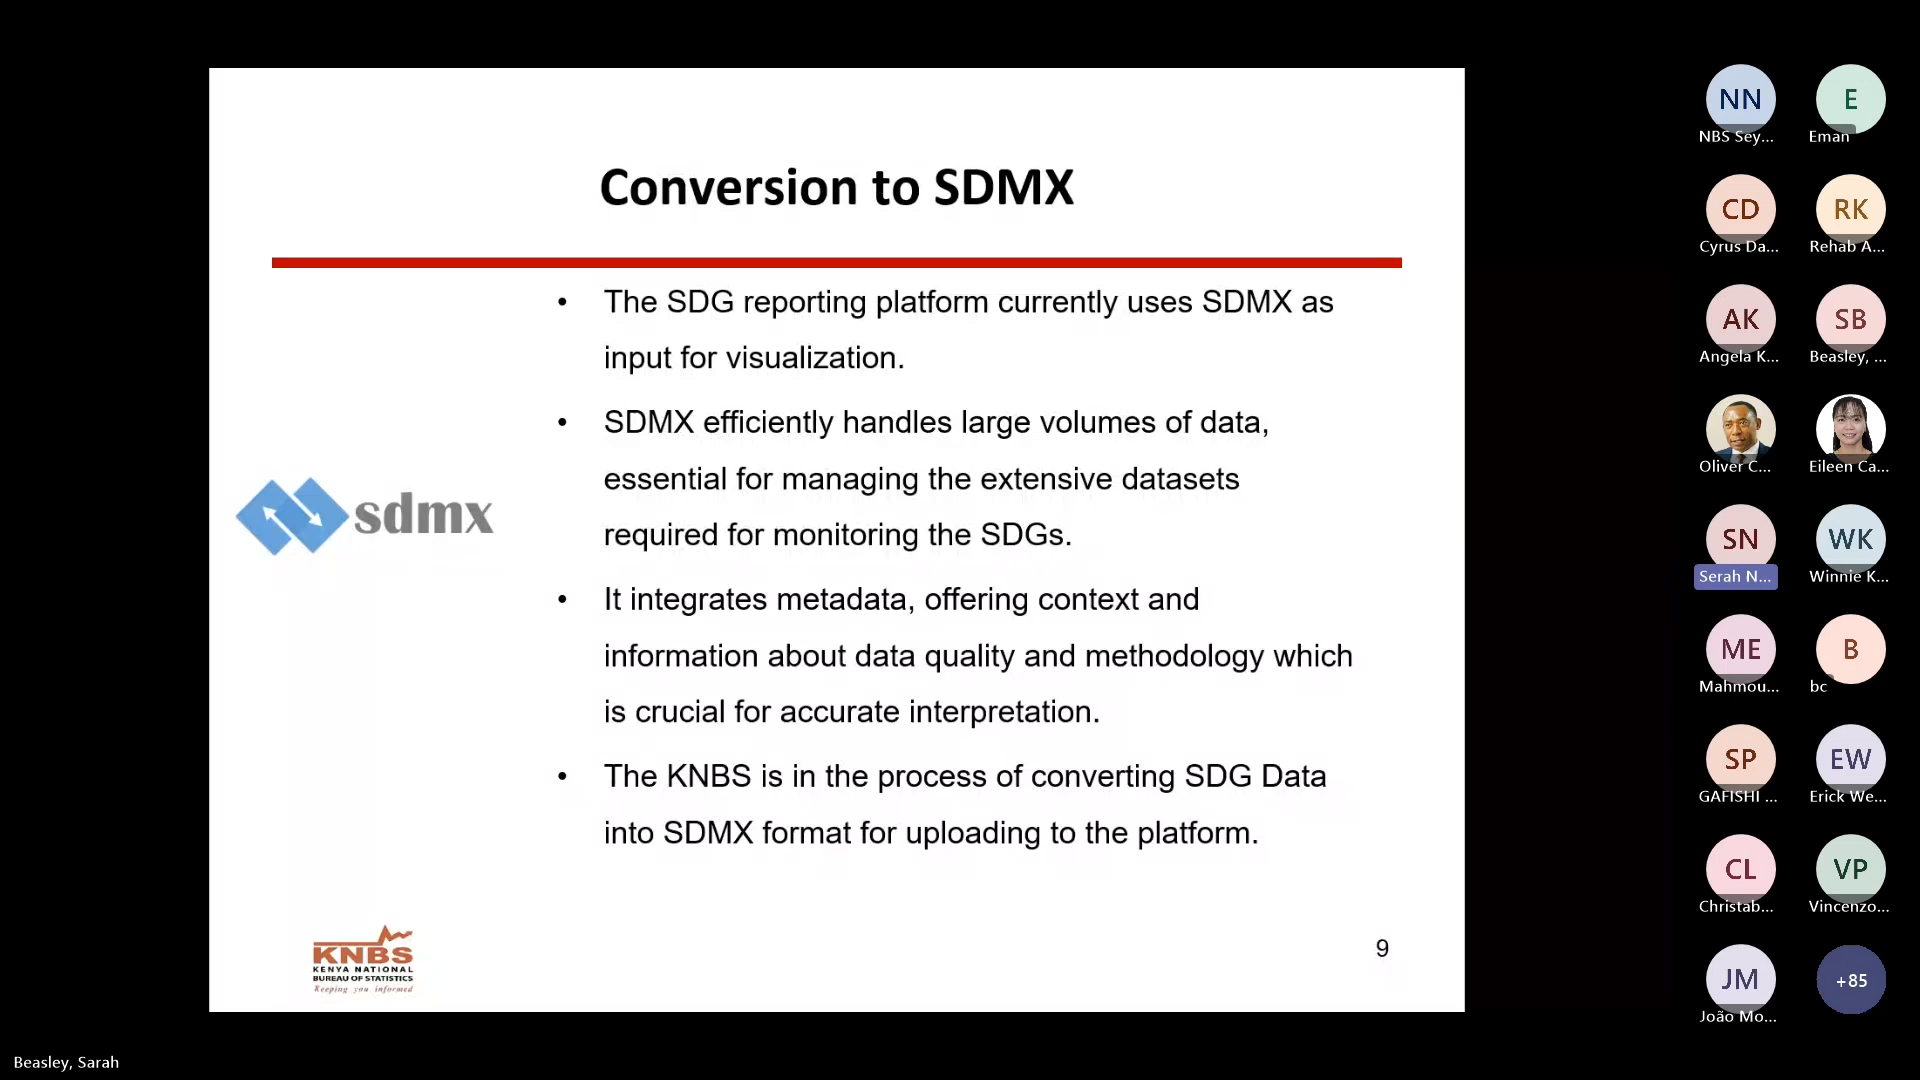 Conversion to SDMX
• The SDG reporting platform currently uses SDMX as
input for visualization.
• SDMX efficiently handles large volumes of data,
essential for managing the extensive datasets
required for monitoring the SDGs.
• It integrates metadata, offering context and
information about data quality and methodology which
is crucial for accurate interpretation.
• The KNBS is in the process of converting SDG Data
into SDMX format for uploading to the platform.
sdmx
KNBS
KENYA NATIONAL
BUREAU OF STATISTICS
Keeping you informed
9
NN
NBS Sey...
E
Eman
CD
Cyrus Da...
RK
Rehab A...
AK
Angela K...
SB
Beasley, ...
Oliver C...
Eileen Ca...
SN
Serah N...
WK
Winnie K...
ME
Mahmou...
B
bc
SP
GAFISHI ...
EW
Erick We...
CL
Christab...
VP
Vincenzo...
JM
João Mo...
+85
Beasley, Sarah